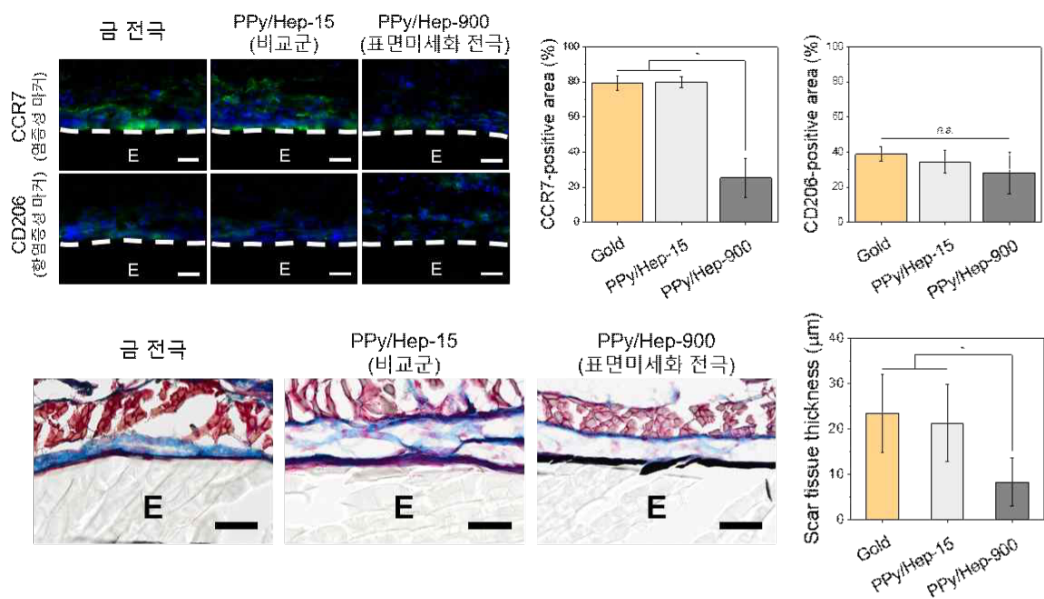 금 전극
PPy/Hep-15
(비교군)
PPy/Hep-900
(표면미세화 전극)
CCR7
(염증성 마커)
E
E
E
CD206
(항염증성 마커)
E
E
E
CCR7-positive area (%)
100
80
60
40
20
0
*
Gold
PPy/Hep-15
PPy/Hep-900
CD206-positive area (%)
100
80
60
40
20
0
n.s.
Gold
PPy/Hep-15
PPy/Hep-900
금 전극
PPy/Hep-15
(비교군)
PPy/Hep-900
(표면미세화 전극)
E
E
E
Scar tissue thickness (μm)
40
30
20
10
0
*
Gold
PPy/Hep-15
PPy/Hep-900